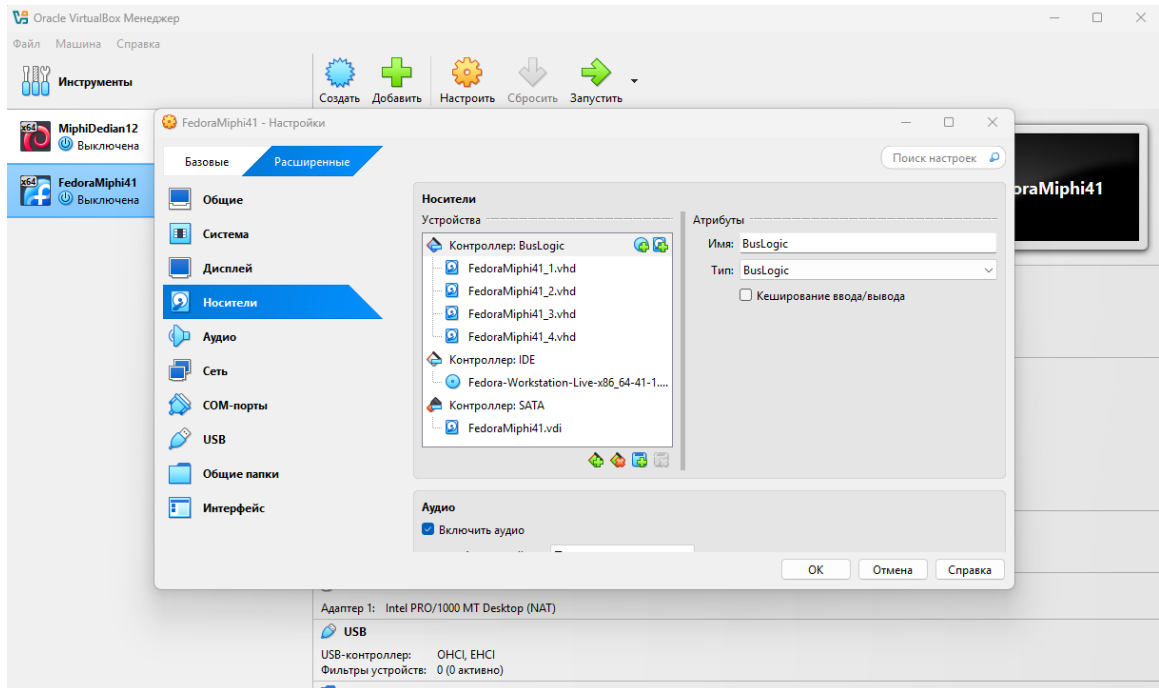 Oracle VirtualBox Менеджер
Файл Машина Справка
Инструменты
Создать Добавить Настроить Сбросить Запустить
x64
MiphiDedian12
Выключена
x64
FedoraMiphi41
Выключена
oraMiphi41
FedoraMiphi41 - Настройки
Базовые Расширенные
Поиск настроек
Общие
Система
Дисплей
Носители
Аудио
Сеть
COM-порты
USB
Общие папки
Интерфейс
Носители
Устройства
Контроллер: BusLogic
FedoraMiphi41_1.vhd
FedoraMiphi41_2.vhd
FedoraMiphi41_3.vhd
FedoraMiphi41_4.vhd
Контроллер: IDE
Fedora-Workstation-Live-x86_64-41-1....
Контроллер: SATA
FedoraMiphi41.vdi
Атрибуты
Имя: BusLogic
Тип: BusLogic
Кеширование ввода/вывода
Аудио
Включить аудио
OK Отмена Справка
Адаптер 1: Intel PRO/1000 MT Desktop (NAT)
USB
USB-контроллер: OHCI, EHCI
Фильтры устройств: 0 (0 активно)